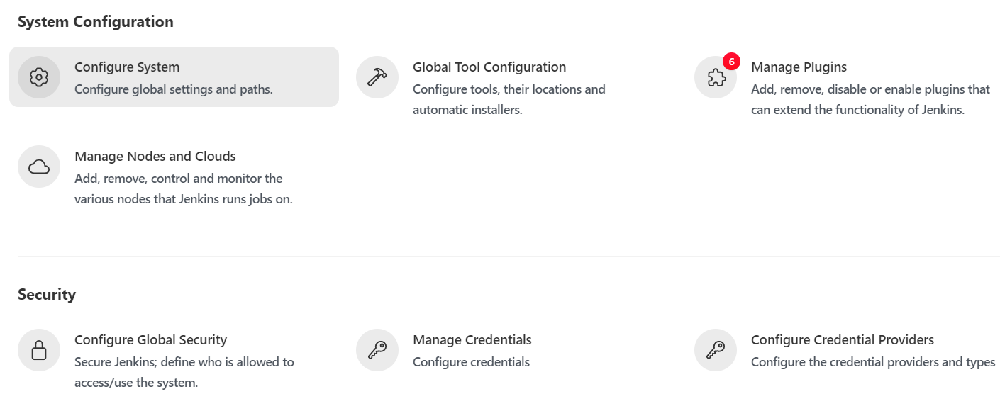 System Configuration
Configure System
Configure global settings and paths.
Global Tool Configuration
Configure tools, their locations and
automatic installers.
6
Manage Plugins
Add, remove, disable or enable plugins that
can extend the functionality of Jenkins.
Manage Nodes and Clouds
Add, remove, control and monitor the
various nodes that Jenkins runs jobs on.
Security
Configure Global Security
Secure Jenkins; define who is allowed to
access/use the system.
Manage Credentials
Configure credentials
Configure Credential Providers
Configure the credential providers and types